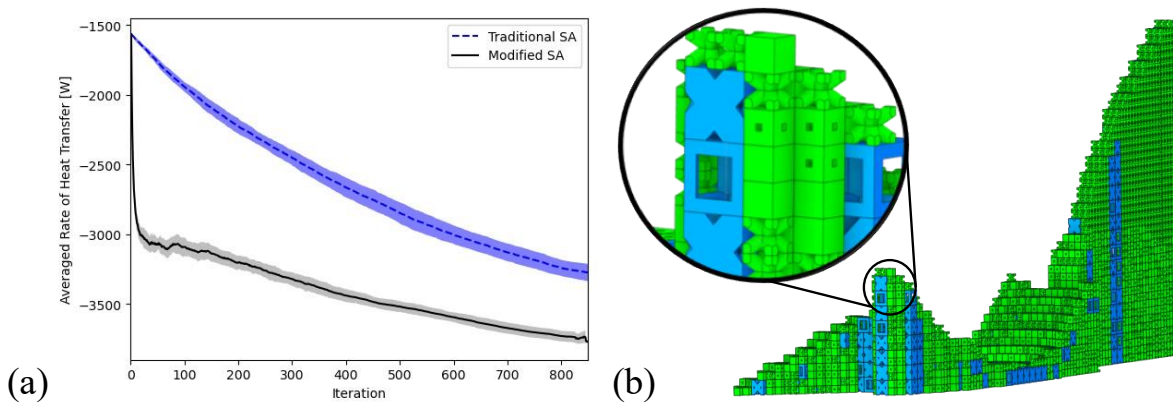 −1500
−2000
−2500
−3000
−3500
Averaged Rate of Heat Transfer [W]
Traditional SA
Modified SA
0 100 200 300 400 500 600 700 800
Iteration
(a)
(b)